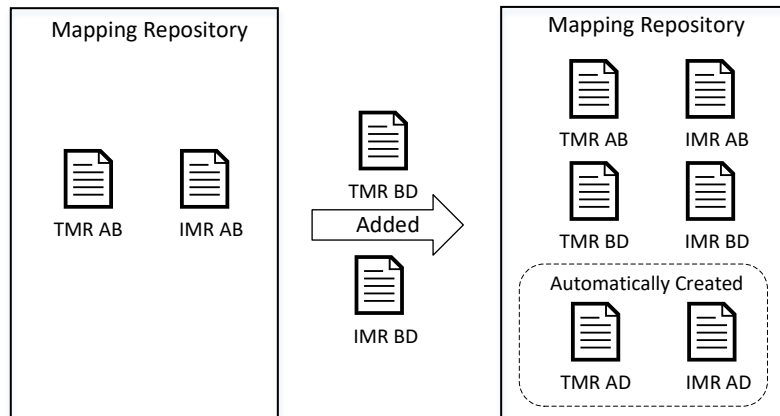 Mapping Repository
TMR AB IMR AB
TMR BD
Added
IMR BD
Mapping Repository
TMR AB IMR AB
TMR BD IMR BD
Automatically Created
TMR AD IMR AD